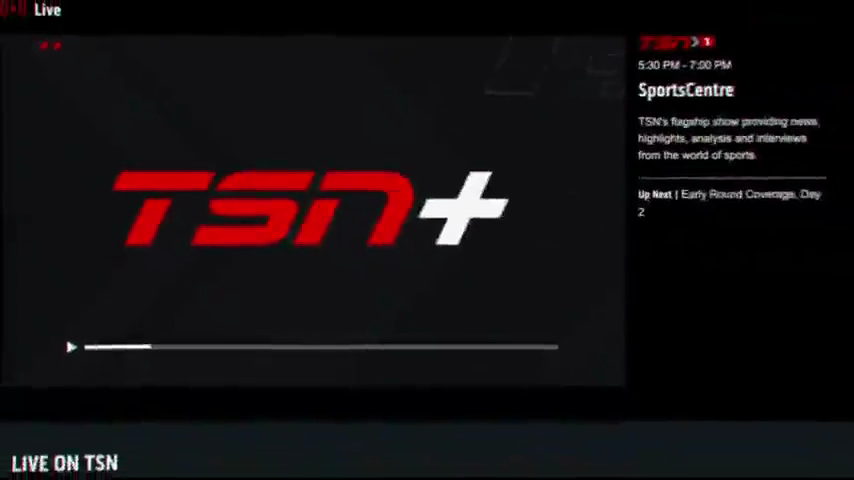 Live
TSN 1
5:30 PM - 7:00 PM
SportsCentre
TSN's flagship show providing news,
highlights, analysis and interviews
from the world of sports.
Up Next | Early Round Coverage, Day
2
TSN+
LIVE ON TSN